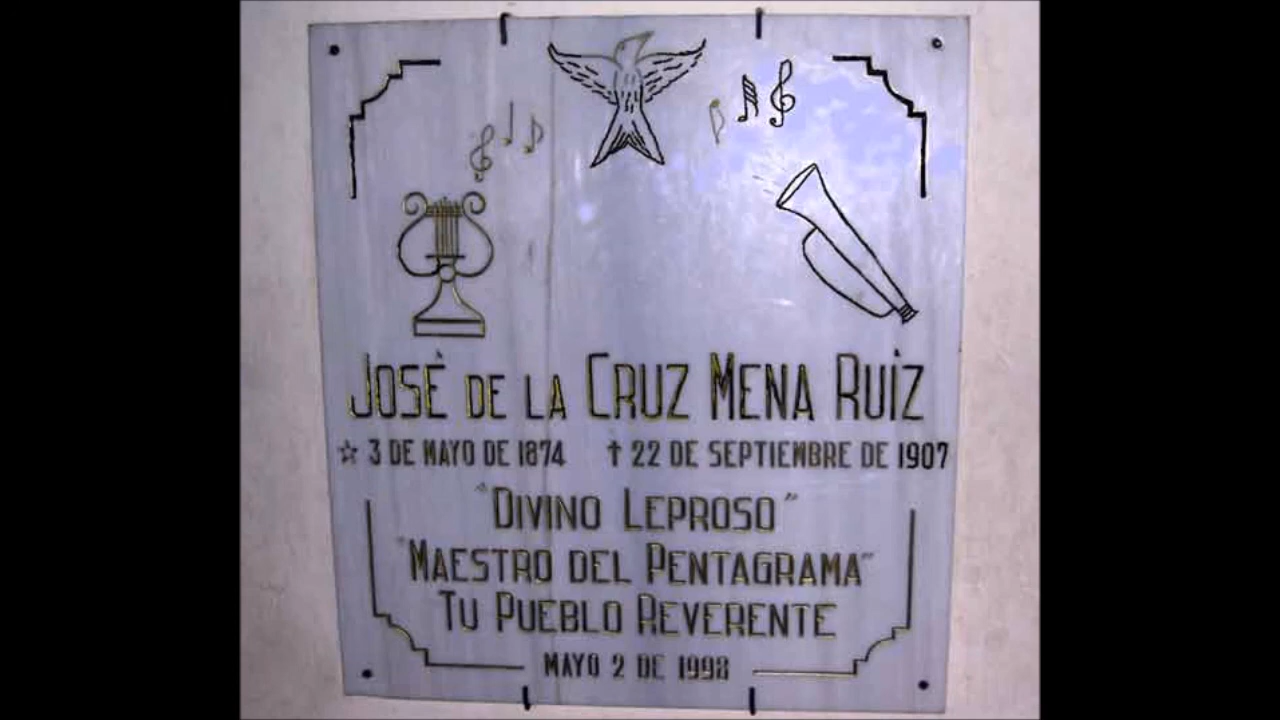 JOSÉ DE LA CRUZ MENA RUÍZ
☆ 3 DE MAYO DE 1874 † 22 DE SEPTIEMBRE DE 1907
"DIVINO LEPROSO"
"MAESTRO DEL PENTAGRAMA"
TU PUEBLO REVERENTE
MAYO 2 DE 1998